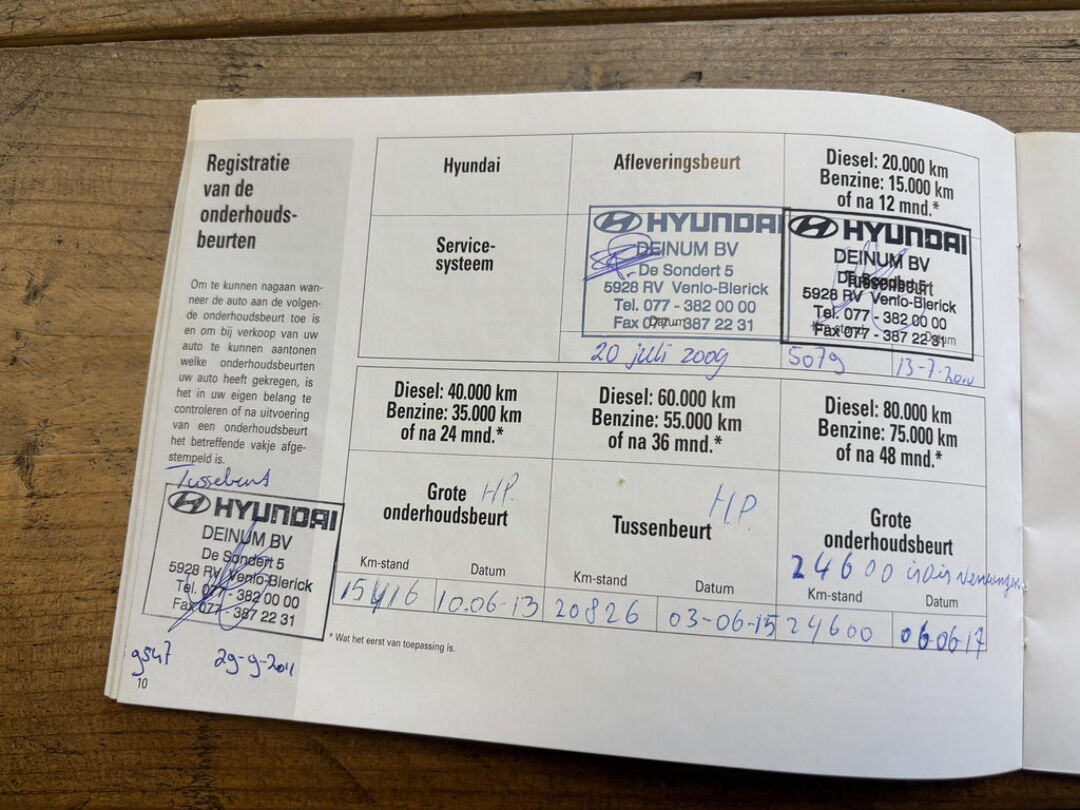 Registratie
van de
onderhouds-
beurten
Om te kunnen nagaan wan-
neer de auto aan de volgen-
de onderhoudsbeurt toe is
en om bij verkoop van uw
auto te kunnen aantonen
welke onderhoudsbeurten
uw auto heeft gekregen, is
het in uw eigen belang te
controleren of na uitvoering
van een onderhoudsbeurt
het betreffende vakje afge-
stempeld is.
Tussebeurt
HYUNDAI
DEINUM BV
De Sondert 5
5928 RV Venlo-Blerick
Tel. 077 - 382 00 00
Fax 077 - 387 22 31
9547 29-9-2011
10
Hyundai
Service-
systeem
Afleveringsbeurt
HYUNDAI
DEINUM BV
De Sondert 5
5928 RV Venlo-Blerick
Tel. 077 - 382 00 00
Fax 077 - 387 22 31
Datum
20 juli 2009
Diesel: 20.000 km
Benzine: 15.000 km
of na 12 mnd.*
HYUNDAI
DEINUM BV
De Sondert 5
Tussenbeurt
5928 RV Venlo-Blerick
Tel. 077 - 382 00 00
Fax 077 - 387 22 31
Km-stand Datum
5079 13-7-2010
Diesel: 40.000 km
Benzine: 35.000 km
of na 24 mnd.*
Grote H.P.
onderhoudsbeurt
Km-stand Datum
15416 10.06-13
Diesel: 60.000 km
Benzine: 55.000 km
of na 36 mnd.*
H.P.
Tussenbeurt
Km-stand Datum
20826 03-06-15
Diesel: 80.000 km
Benzine: 75.000 km
of na 48 mnd.*
Grote
onderhoudsbeurt
24600
Km-stand Datum
24600 06-06-17
* Wat het eerst van toepassing is.